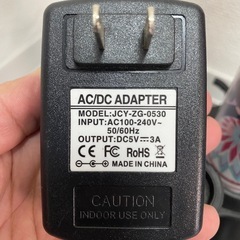 AC/DC ADAPTER
MODEL:JCY-ZG-0530
INPUT:AC100-240V~
50/60Hz
OUTPUT:DC5V⎓3A
CE FC RoHS
MADE IN CHINA
CAUTION
INDOOR USE ONLY